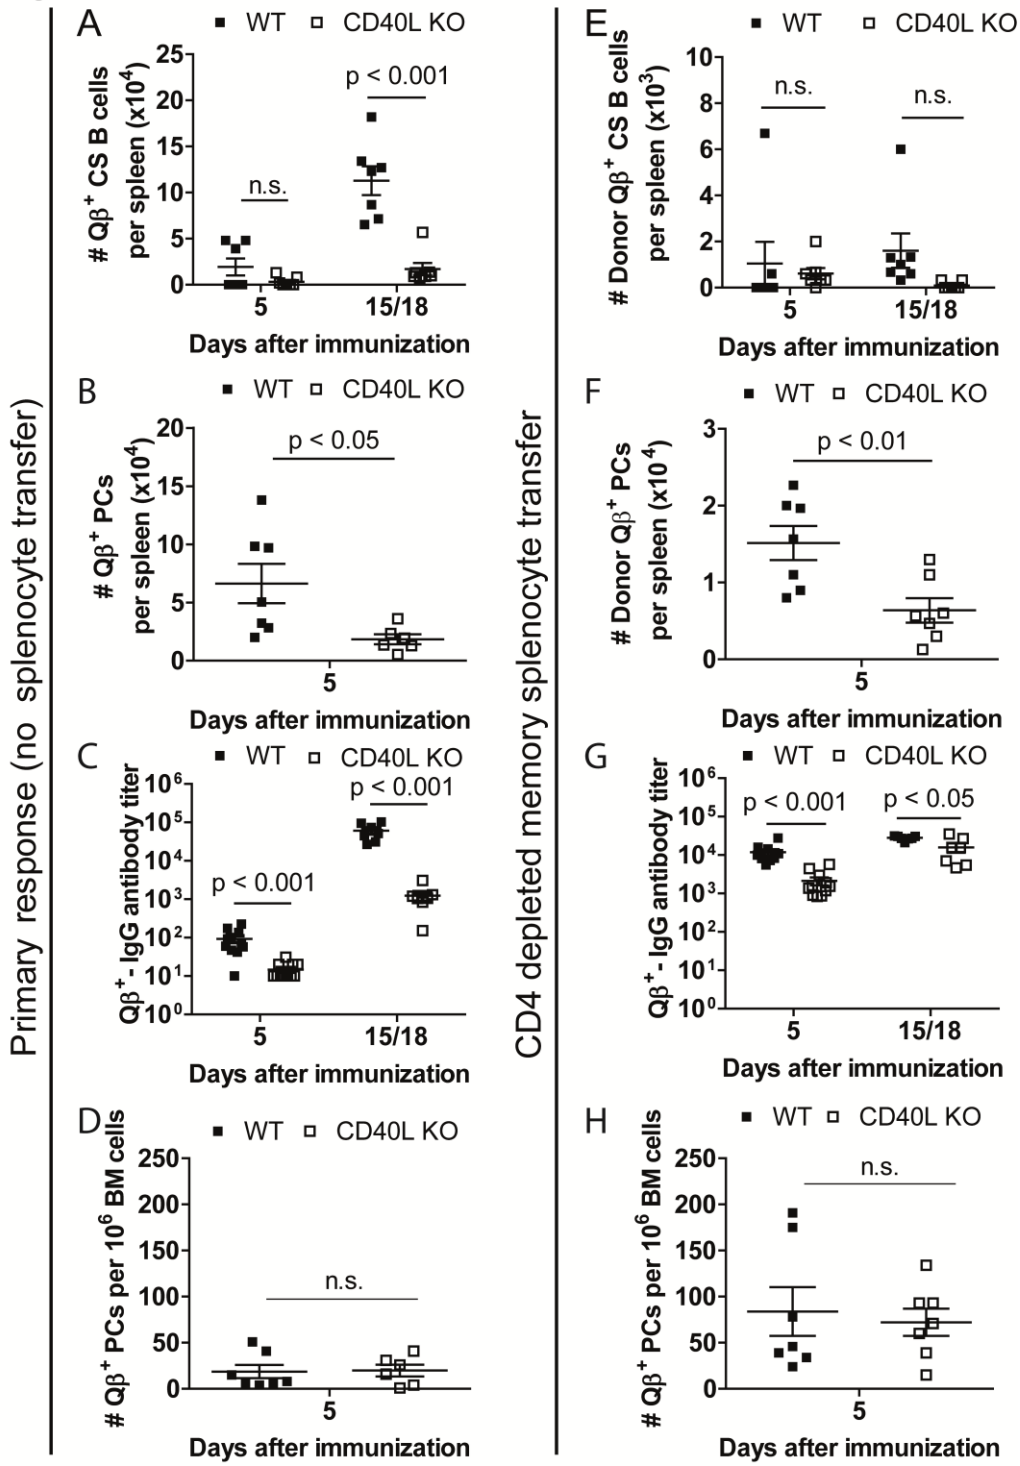 Primary response (no splenocyte transfer)
A
WT CD40L KO
# Qβ+ CS B cells
per spleen (x10^4)
25
20
15
10
5
0
p < 0.001
n.s.
5 15/18
Days after immunization
B
WT CD40L KO
# Qβ+ PCs
per spleen (x10^4)
20
15
10
5
0
p < 0.05
5
Days after immunization
C
WT CD40L KO
Qβ+- IgG antibody titer
10^6
10^5
10^4
10^3
10^2
10^1
10^0
p < 0.001
p < 0.001
5 15/18
Days after immunization
D
WT CD40L KO
# Qβ+ PCs per 10^6 BM cells
250
200
150
100
50
0
n.s.
5
Days after immunization
CD4 depleted memory splenocyte transfer
E
WT CD40L KO
# Donor Qβ+ CS B cells
per spleen (x10^3)
10
8
6
4
2
0
n.s.
n.s.
5 15/18
Days after immunization
F
WT CD40L KO
# Donor Qβ+ PCs
per spleen (x10^-4)
3
2
1
0
p < 0.01
5
Days after immunization
G
WT CD40L KO
Qβ+- IgG antibody titer
10^6
10^5
10^4
10^3
10^2
10^1
10^0
p < 0.001
p < 0.05
5 15/18
Days after immunization
H
WT CD40L KO
# Qβ+ PCs per 10^6 BM cells
250
200
150
100
50
0
n.s.
5
Days after immunization